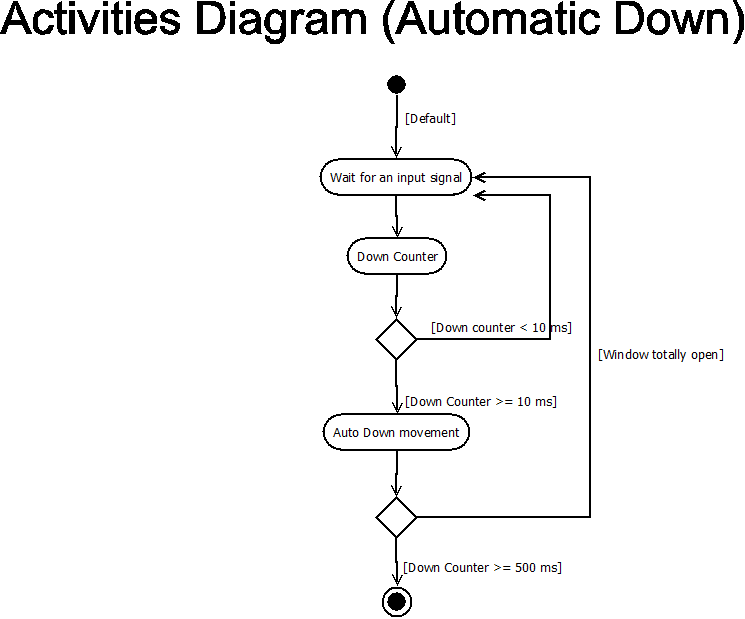 Activities Diagram (Automatic Down)
[Default]
Wait for an input signal
Down Counter
[Down counter < 10 ms]
[Window totally open]
[Down Counter >= 10 ms]
Auto Down movement
[Down Counter >= 500 ms]